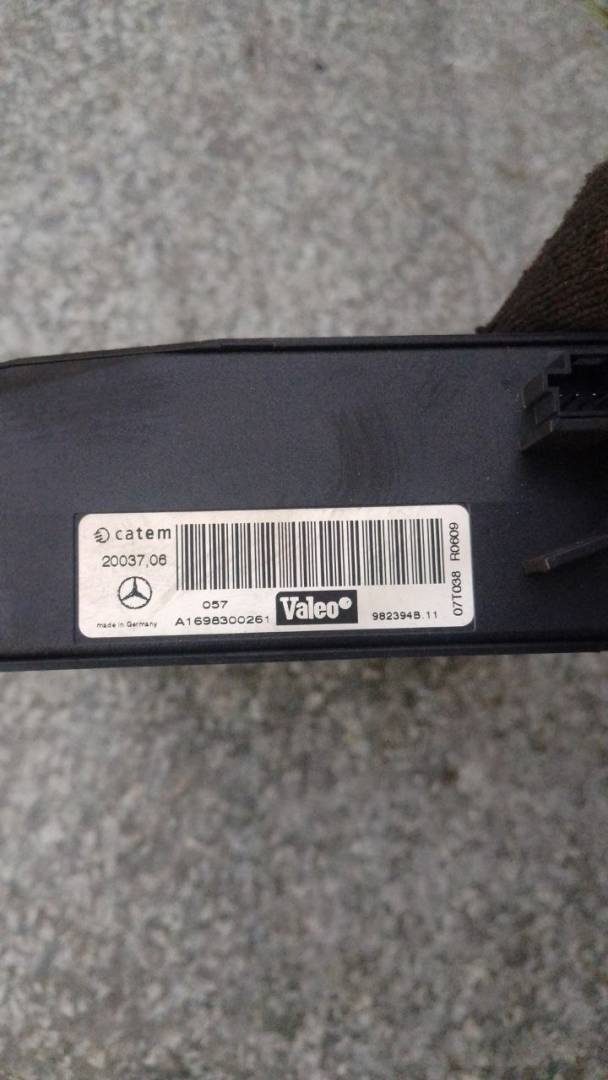 catem
20037,06
made in Germany
057
A1698300261
Valeo
982394B.11
07T038 R0609